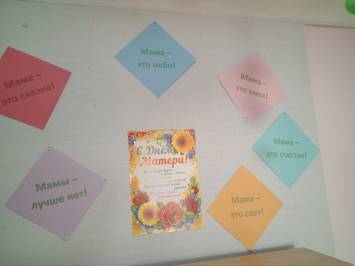 Мама –
это небо!
Мама –
это сказка!
Мама –
это смех!
Мама –
это счастье!
С Днём
Матери!
Мамы –
лучше нет!
Мама –
это свет!